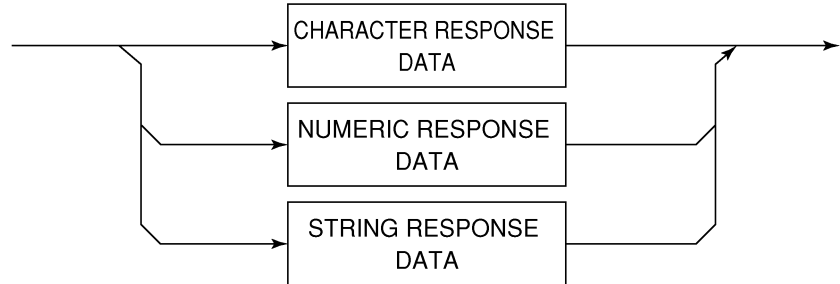 CHARACTER RESPONSE
DATA
NUMERIC RESPONSE
DATA
STRING RESPONSE
DATA